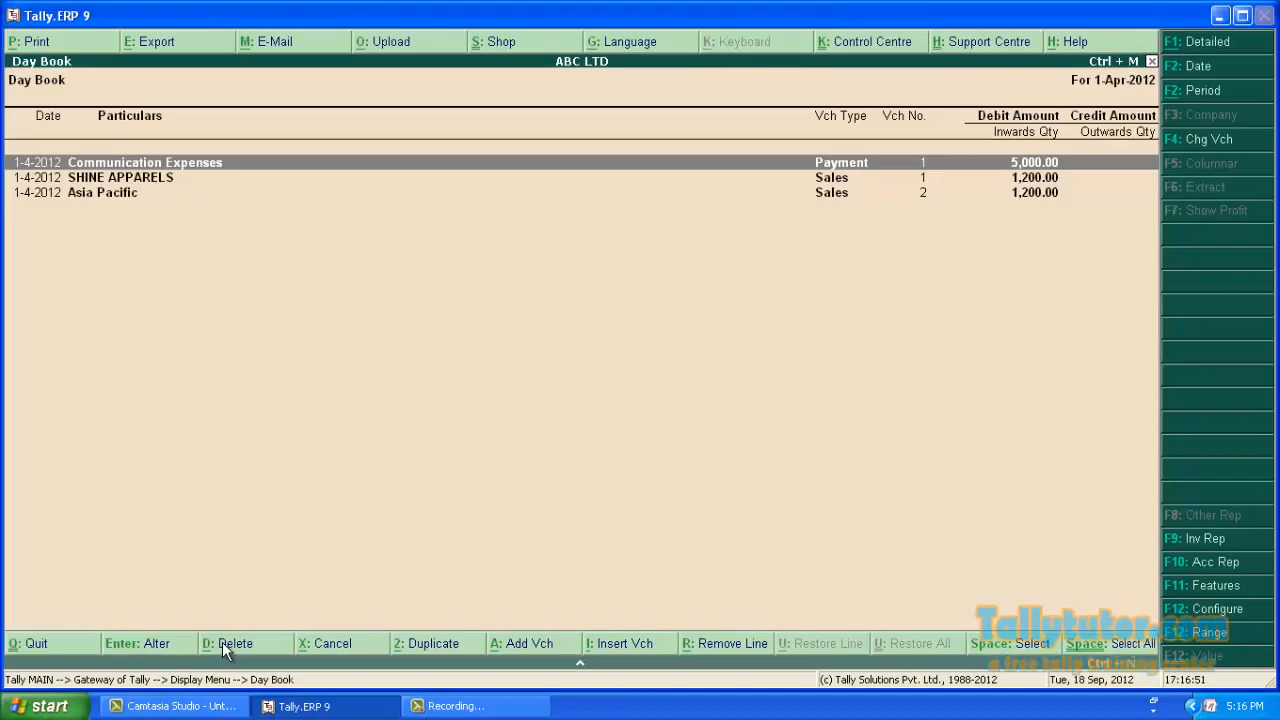 Tally.ERP 9
P: Print E: Export M: E-Mail O: Upload S: Shop G: Language K: Keyboard K: Control Centre H: Support Centre H: Help
Day Book ABC LTD Ctrl + M
Day Book For 1-Apr-2012
Date Particulars Vch Type Vch No. Debit Amount Credit Amount
Inwards Qty Outwards Qty
1-4-2012 Communication Expenses Payment 1 5,000.00
1-4-2012 SHINE APPARELS Sales 1 1,200.00
1-4-2012 Asia Pacific Sales 2 1,200.00
F1: Detailed
F2: Date
F2: Period
F3: Company
F4: Chg Vch
F5: Columnar
F6: Extract
F7: Show Profit
F8: Other Rep
F9: Inv Rep
F10: Acc Rep
F11: Features
F12: Configure
F12: Range
F12: Value
Tallytutor.com
a free tally training center
Q: Quit Enter: Alter D: Delete X: Cancel 2: Duplicate A: Add Vch I: Insert Vch R: Remove Line U: Restore Line U: Restore All Space: Select Space: Select All
Ctrl + N
Tally MAIN --> Gateway of Tally --> Display Menu --> Day Book (c) Tally Solutions Pvt. Ltd., 1988-2012 Tue, 18 Sep, 2012 17:16:51
start Camtasia Studio - Unt... Tally.ERP 9 Recording... 5:16 PM